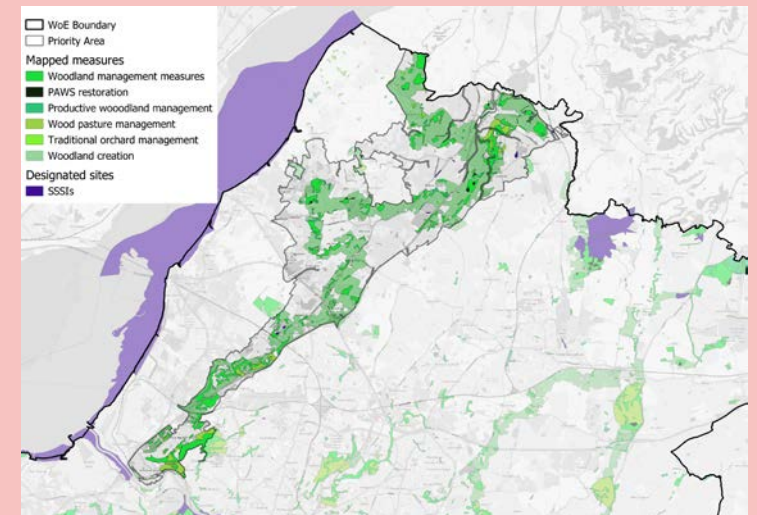 WoE Boundary
Priority Area
Mapped measures
Woodland management measures
PAWS restoration
Productive wooodland management
Wood pasture management
Traditional orchard management
Woodland creation
Designated sites
SSSIs